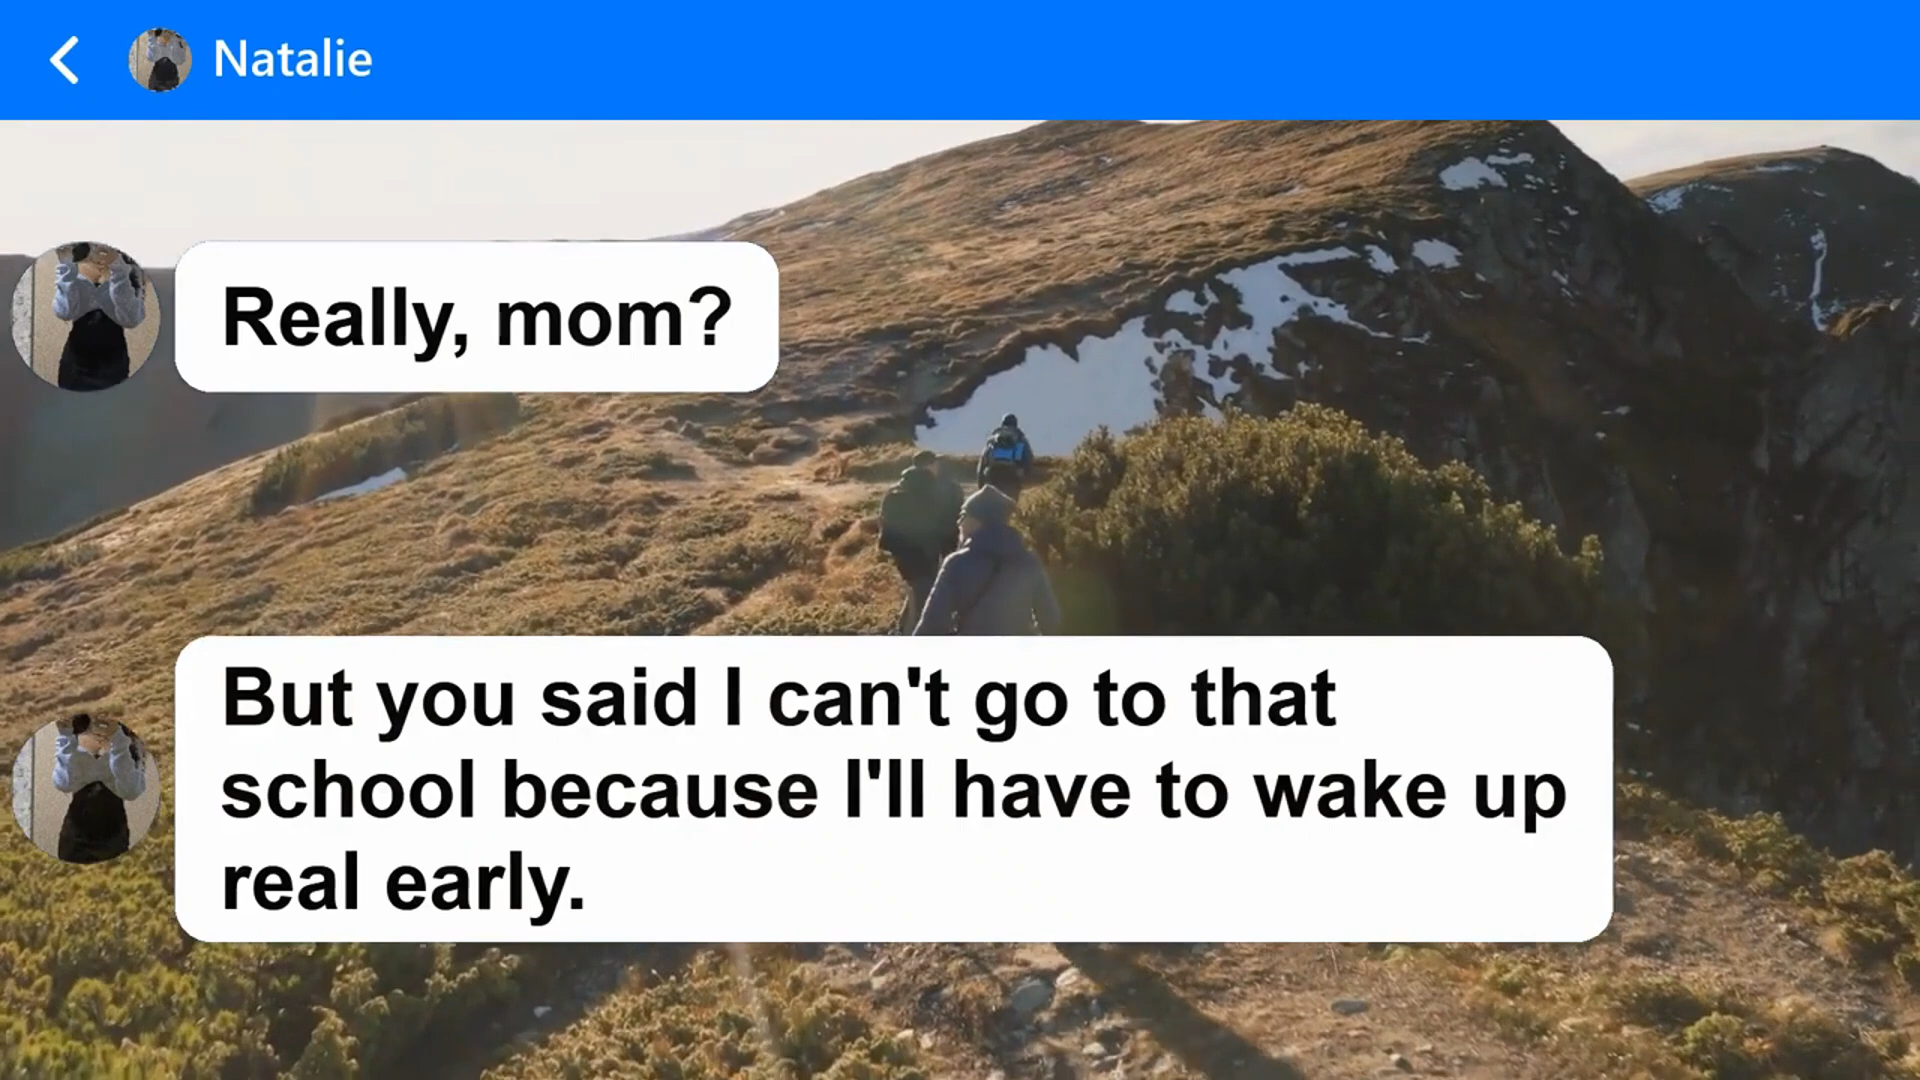 Natalie
Really, mom?
But you said I can't go to that
school because I'll have to wake up
real early.